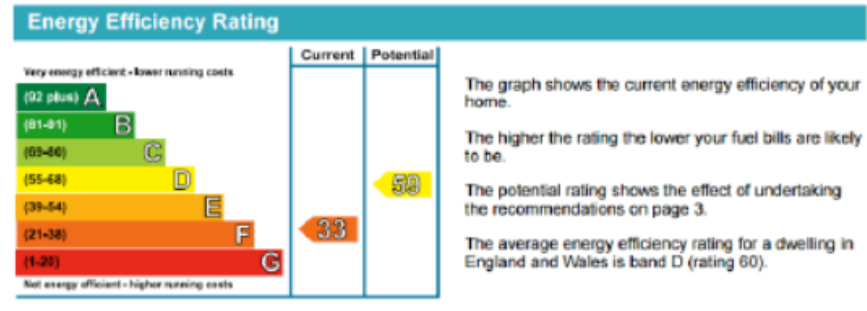 Energy Efficiency Rating
Current Potential
Very energy efficient - lower running costs
(92 plus) A
(81-91) B
(69-80) C
(55-68) D
59
(39-54) E
(21-38) F
33
(1-20) G
Not energy efficient - higher running costs
The graph shows the current energy efficiency of your
home.
The higher the rating the lower your fuel bills are likely
to be.
The potential rating shows the effect of undertaking
the recommendations on page 3.
The average energy efficiency rating for a dwelling in
England and Wales is band D (rating 60).